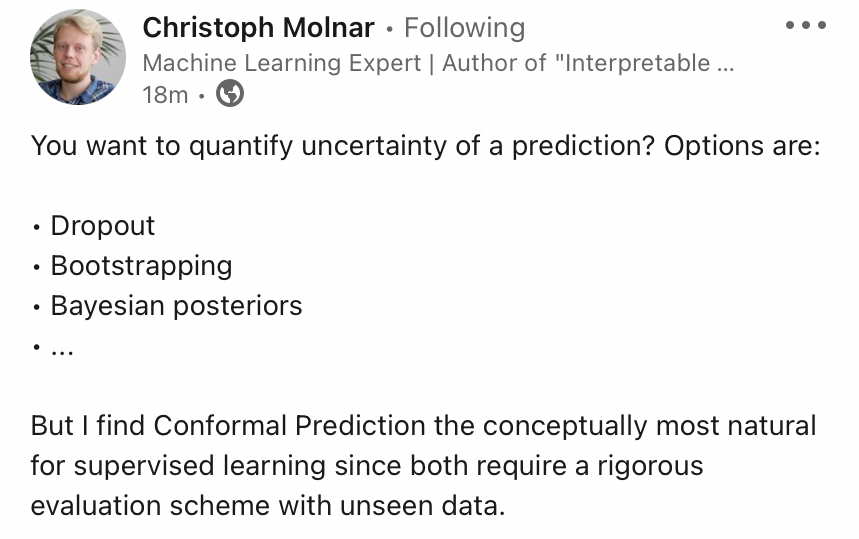 Christoph Molnar • Following
Machine Learning Expert | Author of "Interpretable ...
18m •
You want to quantify uncertainty of a prediction? Options are:
• Dropout
• Bootstrapping
• Bayesian posteriors
• ...
But I find Conformal Prediction the conceptually most natural
for supervised learning since both require a rigorous
evaluation scheme with unseen data.